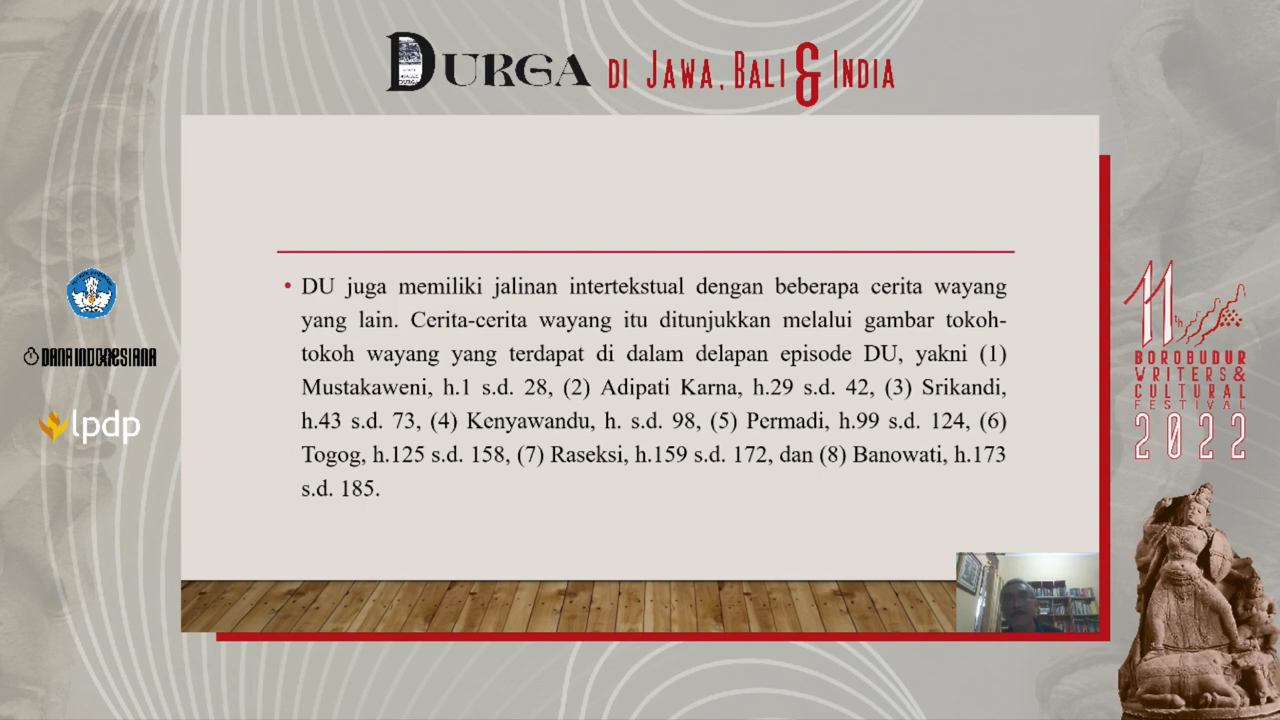 DURGA DI JAWA, BALI & INDIA
• DU juga memiliki jalinan intertekstual dengan beberapa cerita wayang
yang lain. Cerita-cerita wayang itu ditunjukkan melalui gambar tokoh-
tokoh wayang yang terdapat di dalam delapan episode DU, yakni (1)
Mustakaweni, h.1 s.d. 28, (2) Adipati Karna, h.29 s.d. 42, (3) Srikandi,
h.43 s.d. 73, (4) Kenyawandu, h. s.d. 98, (5) Permadi, h.99 s.d. 124, (6)
Togog, h.125 s.d. 158, (7) Raseksi, h.159 s.d. 172, dan (8) Banowati, h.173
s.d. 185.
DANA INDONESIANA
lpdp
11th
BOROBUDUR
WRITERS &
CULTURAL
FESTIVAL
2022